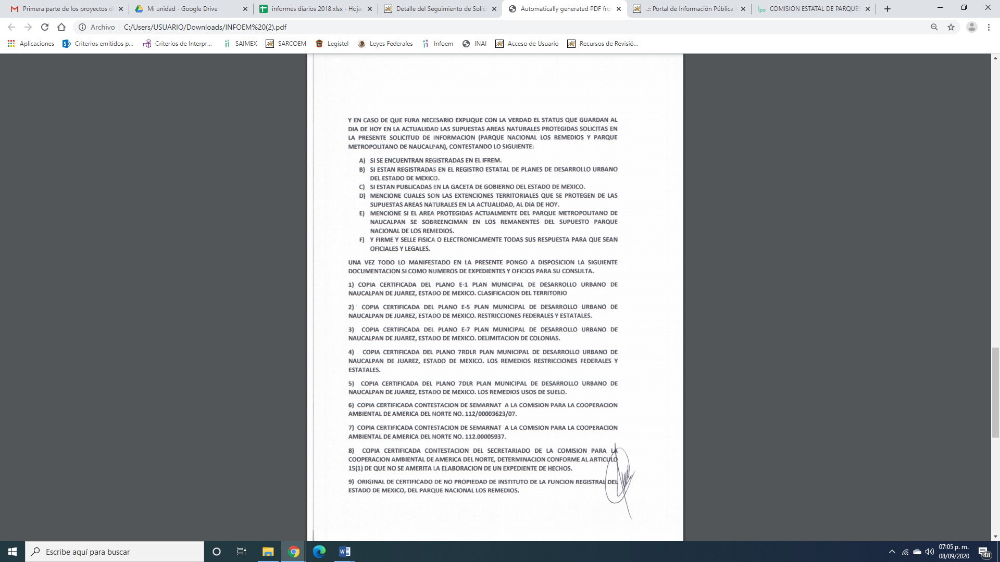 Primera parte de los proyectos d
Mi unidad - Google Drive
informes diarios 2018.xlsx - Hoja
Detalle del Seguimiento de Solici
Automatically generated PDF fro
..:: Portal de Información Pública
COMISION ESTATAL DE PARQUES
Archivo
C:/Users/USUARIO/Downloads/INFOEM%20(2).pdf
Aplicaciones
Criterios emitidos p...
Criterios de Interpr...
SAIMEX
SARCOEM
Legistel
Leyes Federales
Infoem
INAI
Acceso de Usuario
Recursos de Revisió...
Y EN CASO DE QUE FURA NECESARIO EXPLIQUE CON LA VERDAD EL STATUS QUE GUARDAN AL
DIA DE HOY EN LA ACTUALIDAD LAS SUPUESTAS AREAS NATURALES PROTEGIDAS SOLICITAS EN
LA PRESENTE SOLICITUD DE INFORMACION (PARQUE NACIONAL LOS REMEDIOS Y PARQUE
METROPOLITANO DE NAUCALPAN), CONTESTANDO LO SIGUIENTE:
A) SI SE ENCUENTRAN REGISTRADAS EN EL IFREM.
B) SI ESTAN REGISTRADAS EN EL REGISTRO ESTATAL DE PLANES DE DESARROLLO URBANO
DEL ESTADO DE MEXICO.
C) SI ESTAN PUBLICADAS EN LA GACETA DE GOBIERNO DEL ESTADO DE MEXICO.
D) MENCIONE CUALES SON LAS EXTENCIONES TERRITORIALES QUE SE PROTEGEN DE LAS
SUPUESTAS AREAS NATURALES EN LA ACTUALIDAD, AL DIA DE HOY.
E) MENCIONE SI EL AREA PROTEGIDAS ACTUALMENTE DEL PARQUE METROPOLITANO DE
NAUCALPAN SE SOBREENCIMAN EN LOS REMANENTES DEL SUPUESTO PARQUE
NACIONAL DE LOS REMEDIOS.
F) Y FIRME Y SELLE FISICA O ELECTRONICAMENTE TODAS SUS RESPUESTA PARA QUE SEAN
OFICIALES Y LEGALES.
UNA VEZ TODO LO MANIFESTADO EN LA PRESENTE PONGO A DISPOSICION LA SIGUIENTE
DOCUMENTACION SI COMO NUMEROS DE EXPEDIENTES Y OFICIOS PARA SU CONSULTA.
1) COPIA CERTIFICADA DEL PLANO E-1 PLAN MUNICIPAL DE DESARROLLO URBANO DE
NAUCALPAN DE JUAREZ, ESTADO DE MEXICO. CLASIFICACION DEL TERRITORIO
2) COPIA CERTIFICADA DEL PLANO E-5 PLAN MUNICIPAL DE DESARROLLO URBANO DE
NAUCALPAN DE JUAREZ, ESTADO DE MEXICO. RESTRICCIONES FEDERALES Y ESTATALES.
3) COPIA CERTIFICADA DEL PLANO E-7 PLAN MUNICIPAL DE DESARROLLO URBANO DE
NAUCALPAN DE JUAREZ, ESTADO DE MEXICO. DELIMITACION DE COLONIAS.
4) COPIA CERTIFICADA DEL PLANO 7RDLR PLAN MUNICIPAL DE DESARROLLO URBANO DE
NAUCALPAN DE JUAREZ, ESTADO DE MEXICO. LOS REMEDIOS RESTRICCIONES FEDERALES Y
ESTATALES.
5) COPIA CERTIFICADA DEL PLANO 7DLR PLAN MUNICIPAL DE DESARROLLO URBANO DE
NAUCALPAN DE JUAREZ, ESTADO DE MEXICO. LOS REMEDIOS USOS DE SUELO.
6) COPIA CERTIFICADA CONTESTACION DE SEMARNAT A LA COMISION PARA LA COOPERACION
AMBIENTAL DE AMERICA DEL NORTE NO. 112/00003623/07.
7) COPIA CERTIFICADA CONTESTACION DE SEMARNAT A LA COMISION PARA LA COOPERACION
AMBIENTAL DE AMERICA DEL NORTE NO. 112.00005937.
8) COPIA CERTIFICADA CONTESTACION DEL SECRETARIADO DE LA COMISION PARA LA
COOPERACION AMBIENTAL DE AMERICA DEL NORTE, DETERMINACION CONFORME AL ARTICULO
15(1) DE QUE NO SE AMERITA LA ELABORACION DE UN EXPEDIENTE DE HECHOS.
9) ORIGINAL DE CERTIFICADO DE NO PROPIEDAD DE INSTITUTO DE LA FUNCION REGISTRAL DEL
ESTADO DE MEXICO, DEL PARQUE NACIONAL LOS REMEDIOS.
Escribe aquí para buscar
07:05 p. m.
08/09/2020
48